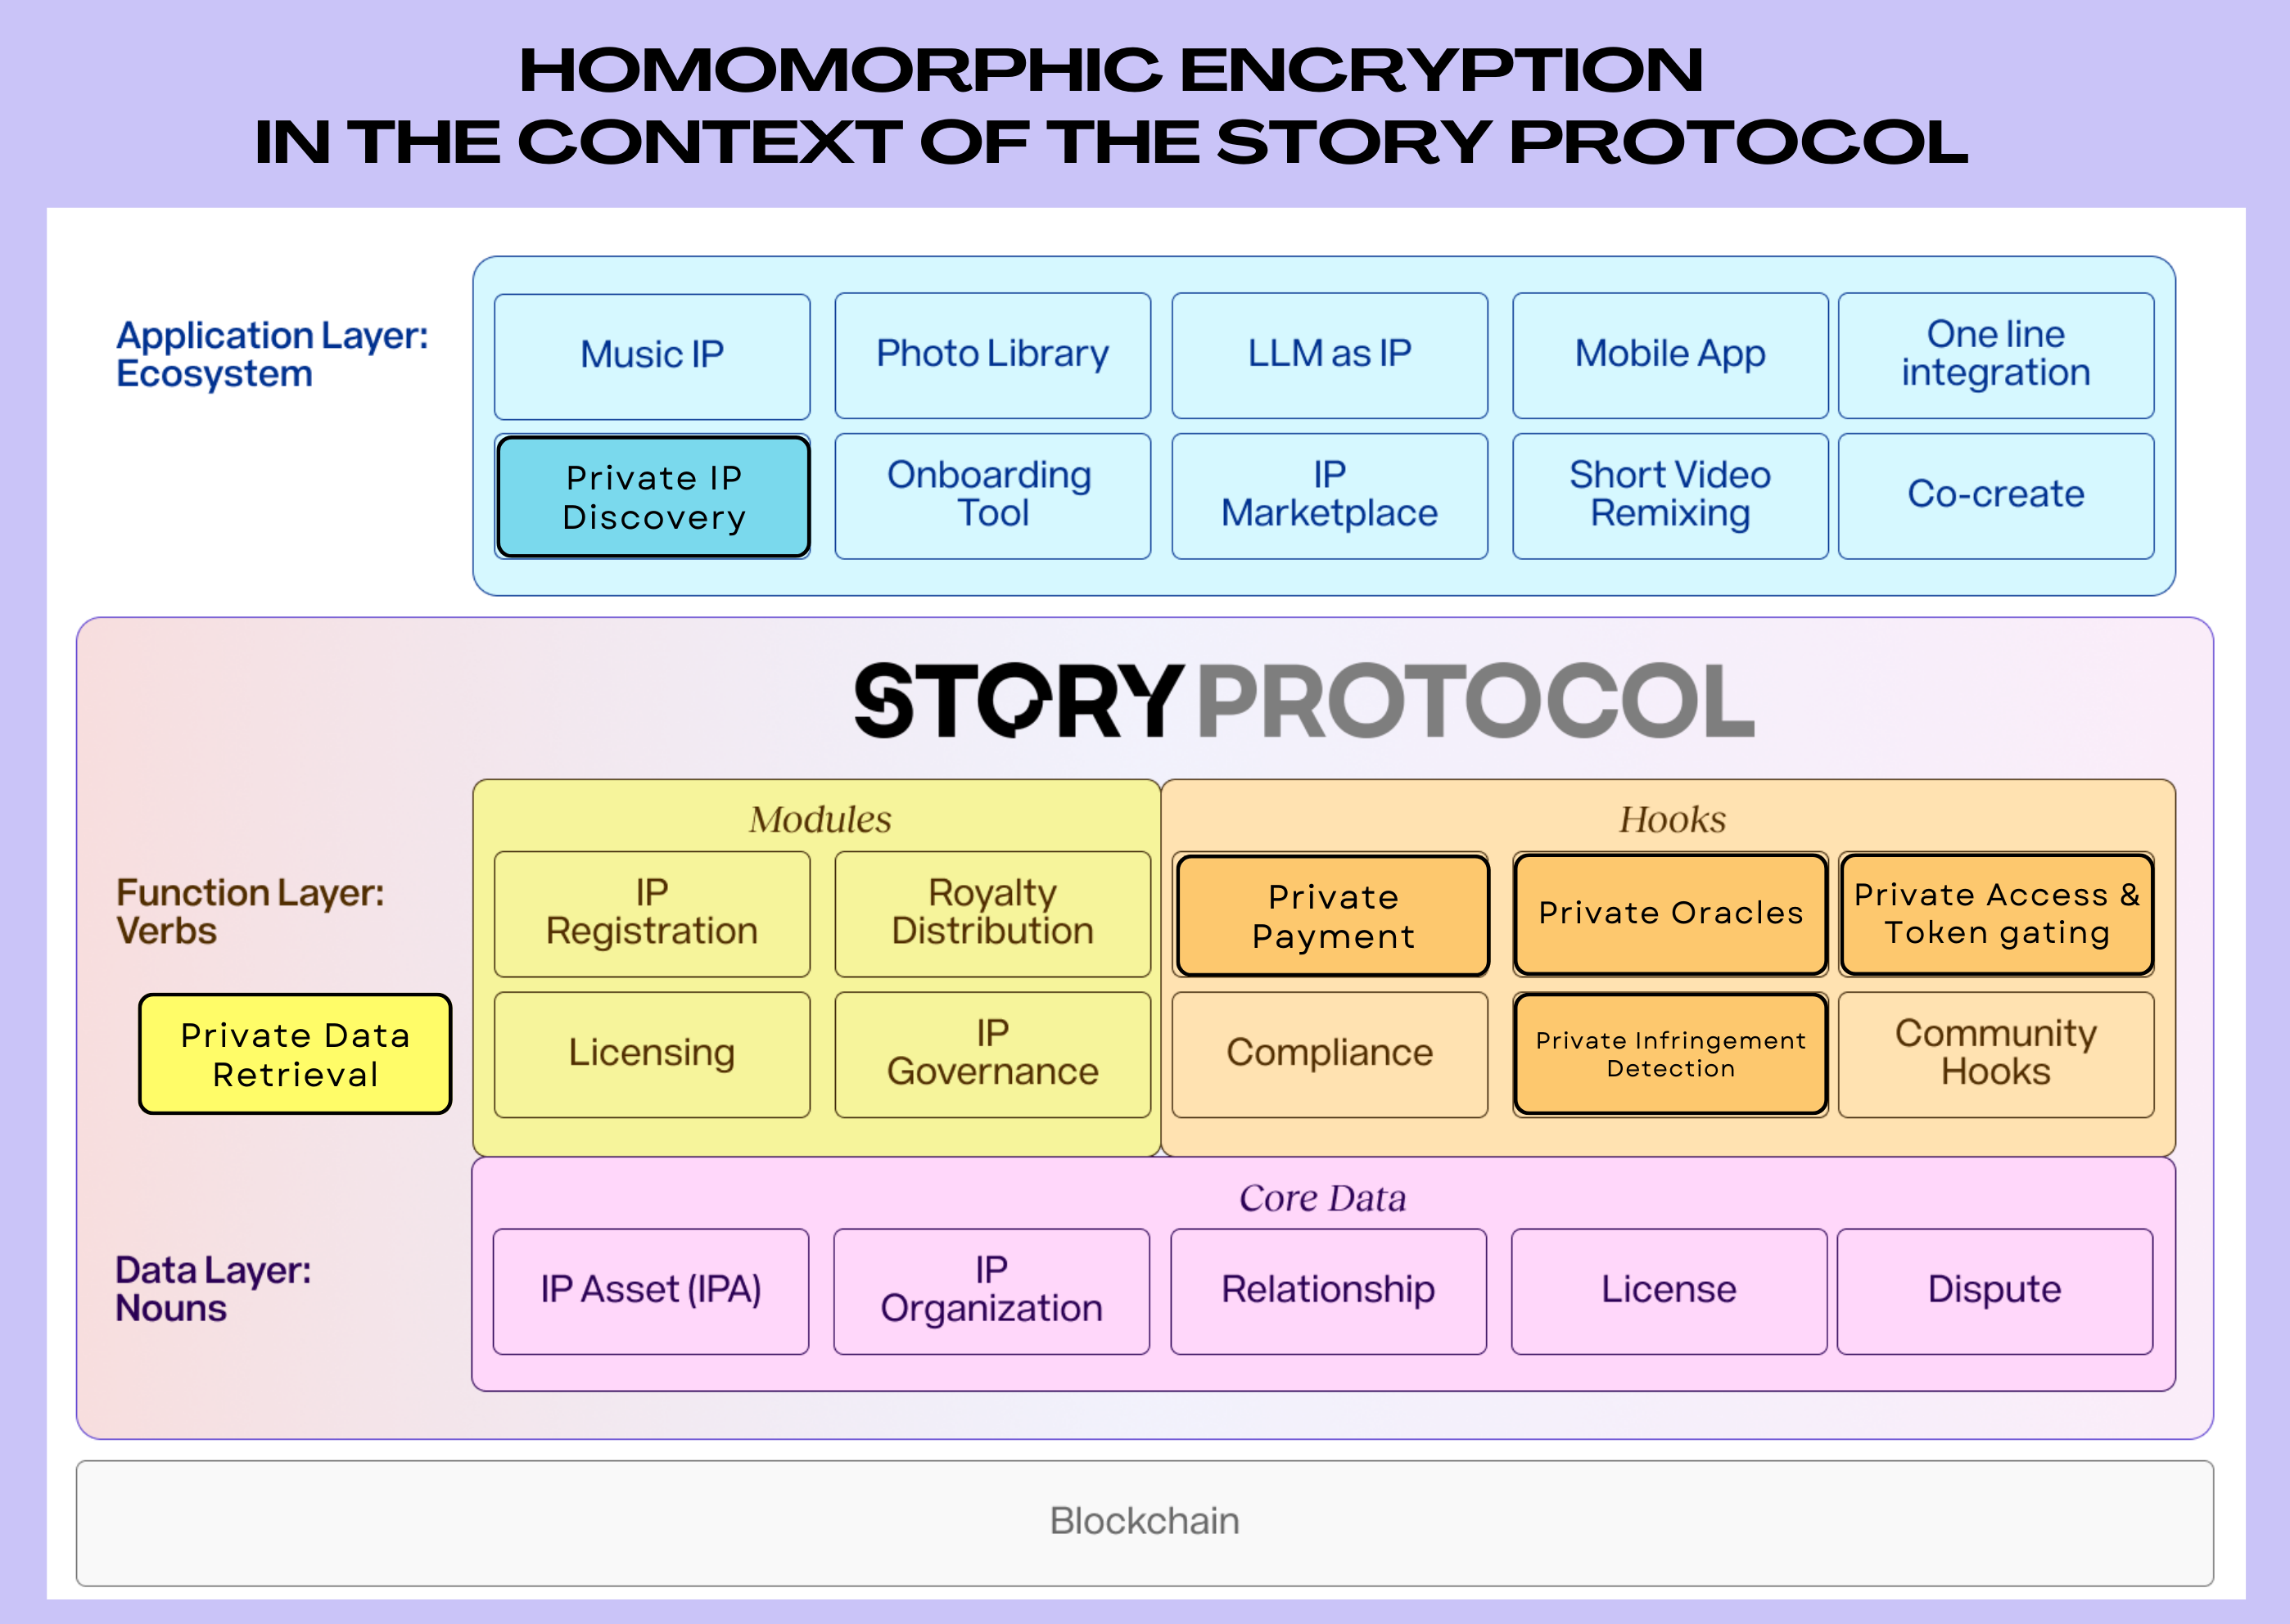 HOMOMORPHIC ENCRYPTION
IN THE CONTEXT OF THE STORY PROTOCOL
Application Layer:
Ecosystem
Music IP
Photo Library
LLM as IP
Mobile App
One line
integration
Private IP
Discovery
Onboarding
Tool
IP
Marketplace
Short Video
Remixing
Co-create
STORY PROTOCOL
Function Layer:
Verbs
Modules
Hooks
IP
Registration
Royalty
Distribution
Private
Payment
Private Oracles
Private Access &
Token gating
Private Data
Retrieval
Licensing
IP
Governance
Compliance
Private Infringement
Detection
Community
Hooks
Data Layer:
Nouns
Core Data
IP Asset (IPA)
IP
Organization
Relationship
License
Dispute
Blockchain